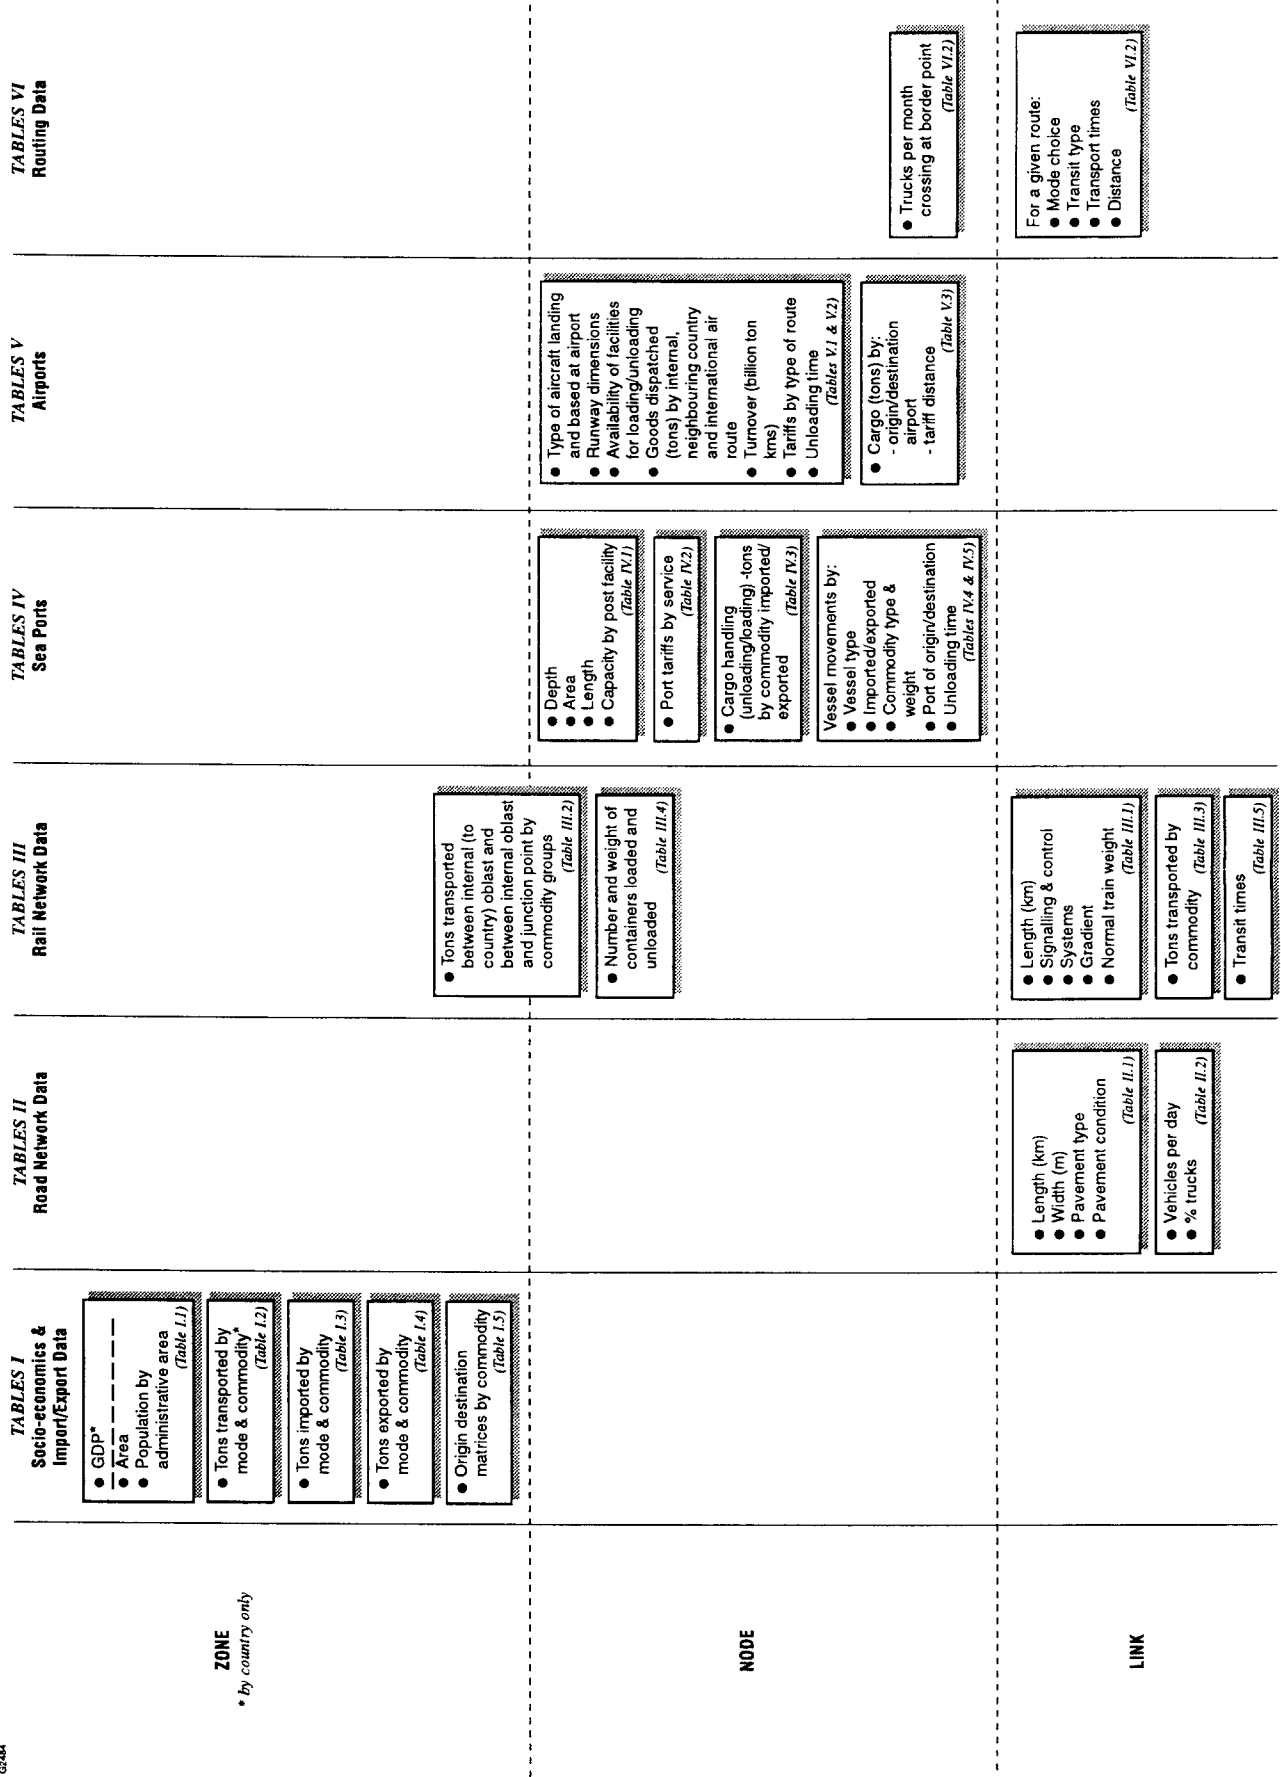 G2484
TABLES I
Socio-economics &
Import/Export Data
TABLES II
Road Network Data
TABLES III
Rail Network Data
TABLES IV
Sea Ports
TABLES V
Airports
TABLES VI
Routing Data
ZONE
* by country only
● GDP*
● Area
● Population by
administrative area
(Table I.1)
● Tons transported by
mode & commodity*
(Table I.2)
● Tons imported by
mode & commodity
(Table I.3)
● Tons exported by
mode & commodity
(Table I.4)
● Origin destination
matrices by commodity
(Table I.5)
● Tons transported
between internal (to
country) oblast and
between internal oblast
and junction point by
commodity groups
(Table III.2)
NODE
● Number and weight of
containers loaded and
unloaded
(Table III.4)
● Depth
● Area
● Length
● Capacity by post facility
(Table IV.1)
● Port tariffs by service
(Table IV.2)
● Cargo handling
(unloading/loading) -tons
by commodity imported/
exported
(Table IV.3)
Vessel movements by:
● Vessel type
● Imported/exported
● Commodity type &
weight
● Port of origin/destination
● Unloading time
(Tables IV.4 & IV.5)
● Type of aircraft landing
and based at airport
● Runway dimensions
● Availability of facilities
for loading/unloading
● Goods dispatched
(tons) by internal,
neighbouring country
and international air
route
● Turnover (billion ton
kms)
● Tariffs by type of route
● Unloading time
(Tables V.1 & V.2)
● Cargo (tons) by:
- origin/destination
airport
- tariff distance
(Table V.3)
● Trucks per month
crossing at border point
(Table VI.2)
LINK
● Length (km)
● Width (m)
● Pavement type
● Pavement condition
(Table II.1)
● Vehicles per day
● % trucks
(Table II.2)
● Length (km)
● Signalling & control
● Systems
● Gradient
● Normal train weight
(Table III.1)
● Tons transported by
commodity (Table III.3)
● Transit times
(Table III.5)
For a given route:
● Mode choice
● Transit type
● Transport times
● Distance
(Table VI.2)